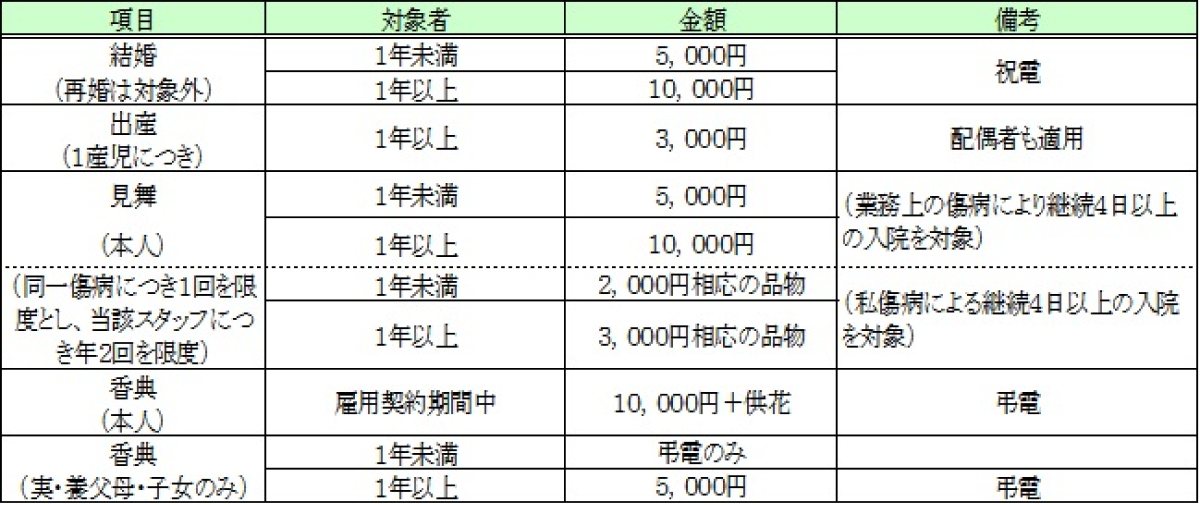 項目 対象者 金額 備考
結婚 1年未満 5,000円 祝電
(再婚は対象外) 1年以上 10,000円
出産 1年以上 3,000円 配偶者も適用
(1産児につき)
見舞 1年未満 5,000円 (業務上の傷病により継続4日以上
(本人) 1年以上 10,000円 の入院を対象)
(同一傷病につき1回を限 1年未満 2,000円相応の品物 (私傷病による継続4日以上の入院
度とし、当該スタッフにつ
き年2回を限度) 1年以上 3,000円相応の品物 を対象)
香典 雇用契約期間中 10,000円+供花 弔電
(本人)
香典 1年未満 弔電のみ
(実・養父母・子女のみ) 1年以上 5,000円 弔電